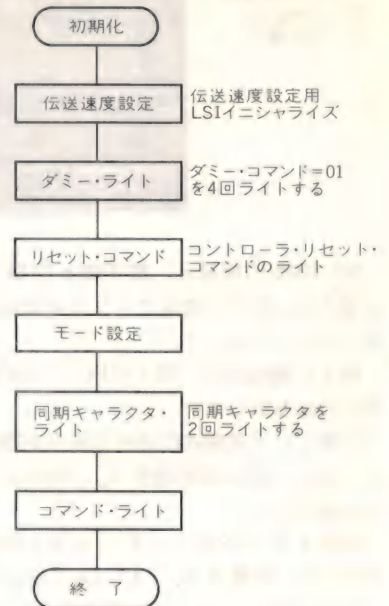 初期化
伝送速度設定
伝送速度設定用
LSIイニシャライズ
ダミー・ライト
ダミー・コマンド=01
を4回ライトする
リセット・コマンド
コントローラ・リセット・
コマンドのライト
モード設定
同期キャラクタ・
ライト
同期キャラクタを
2回ライトする
コマンド・ライト
終 了